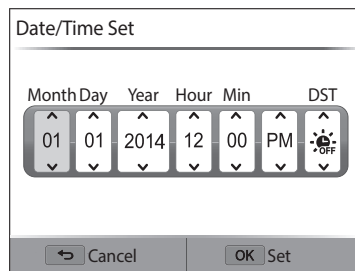 Date/Time Set
Month Day Year Hour Min DST
01 01 2014 12 00 PM OFF
Cancel OK Set